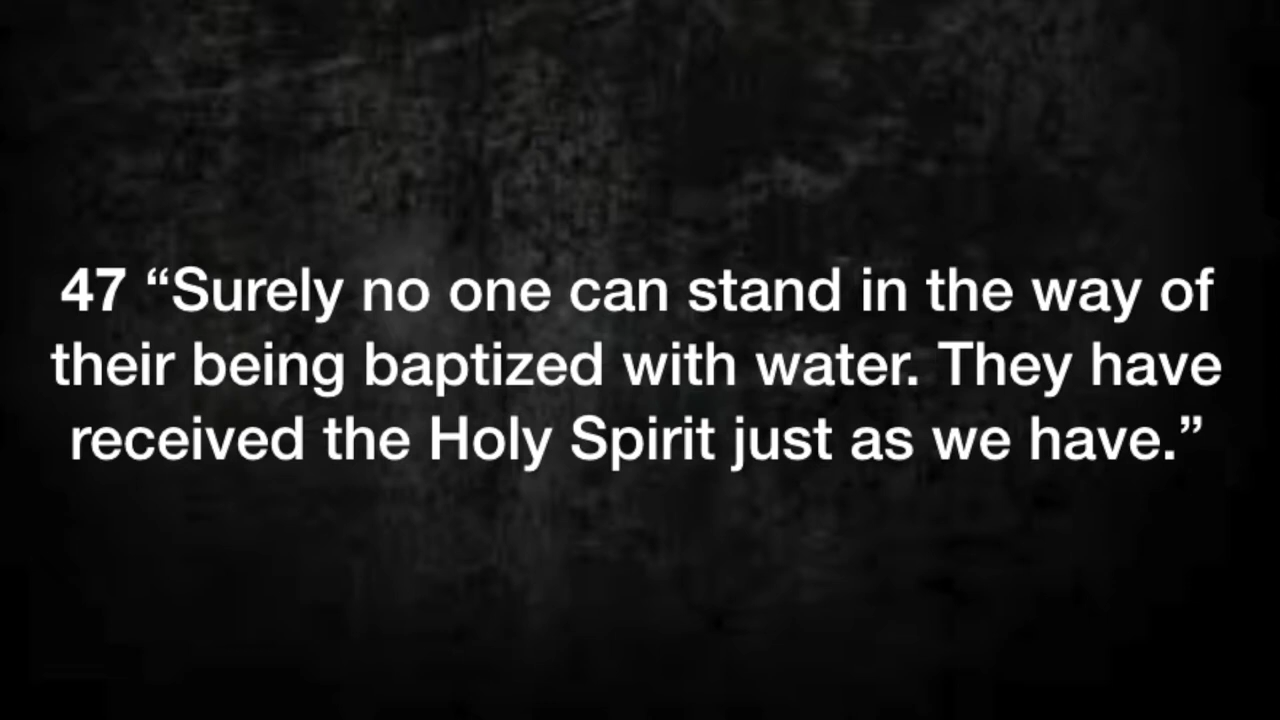 47 “Surely no one can stand in the way of
their being baptized with water. They have
received the Holy Spirit just as we have.”